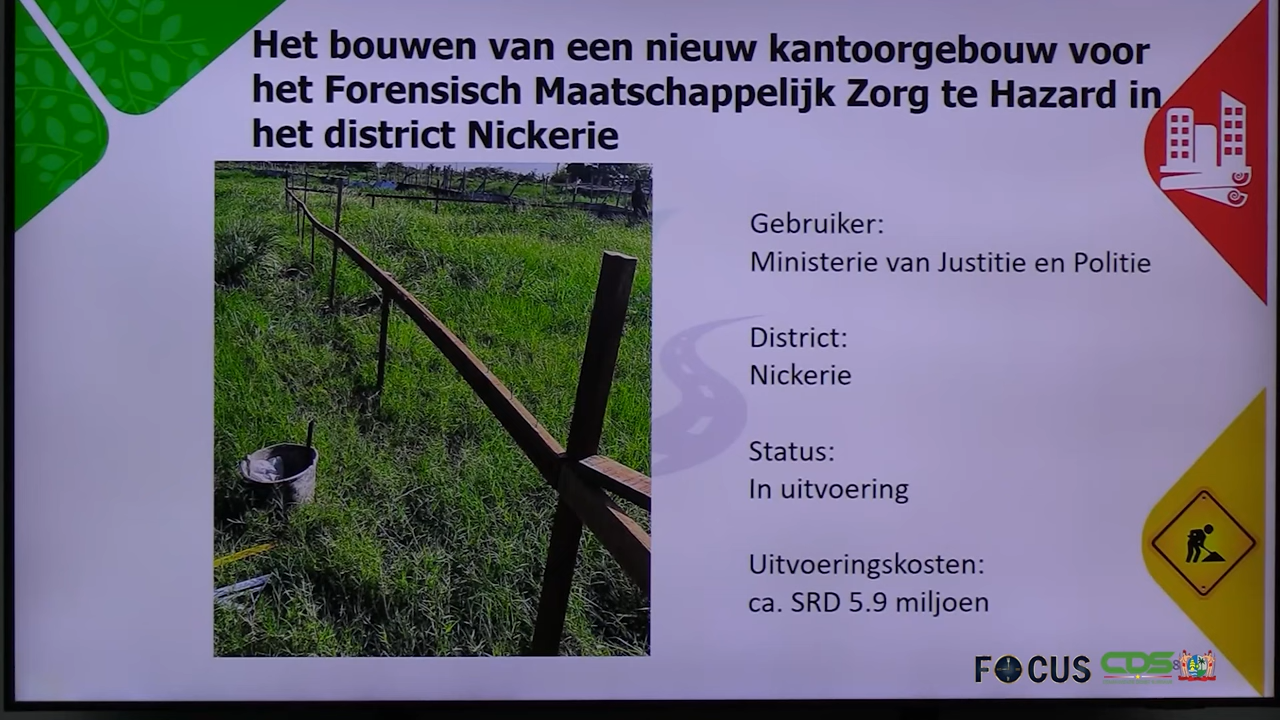 Het bouwen van een nieuw kantoorgebouw voor
het Forensisch Maatschappelijk Zorg te Hazard in
het district Nickerie
Gebruiker:
Ministerie van Justitie en Politie
District:
Nickerie
Status:
In uitvoering
Uitvoeringskosten:
ca. SRD 5.9 miljoen
FOCUS CDS